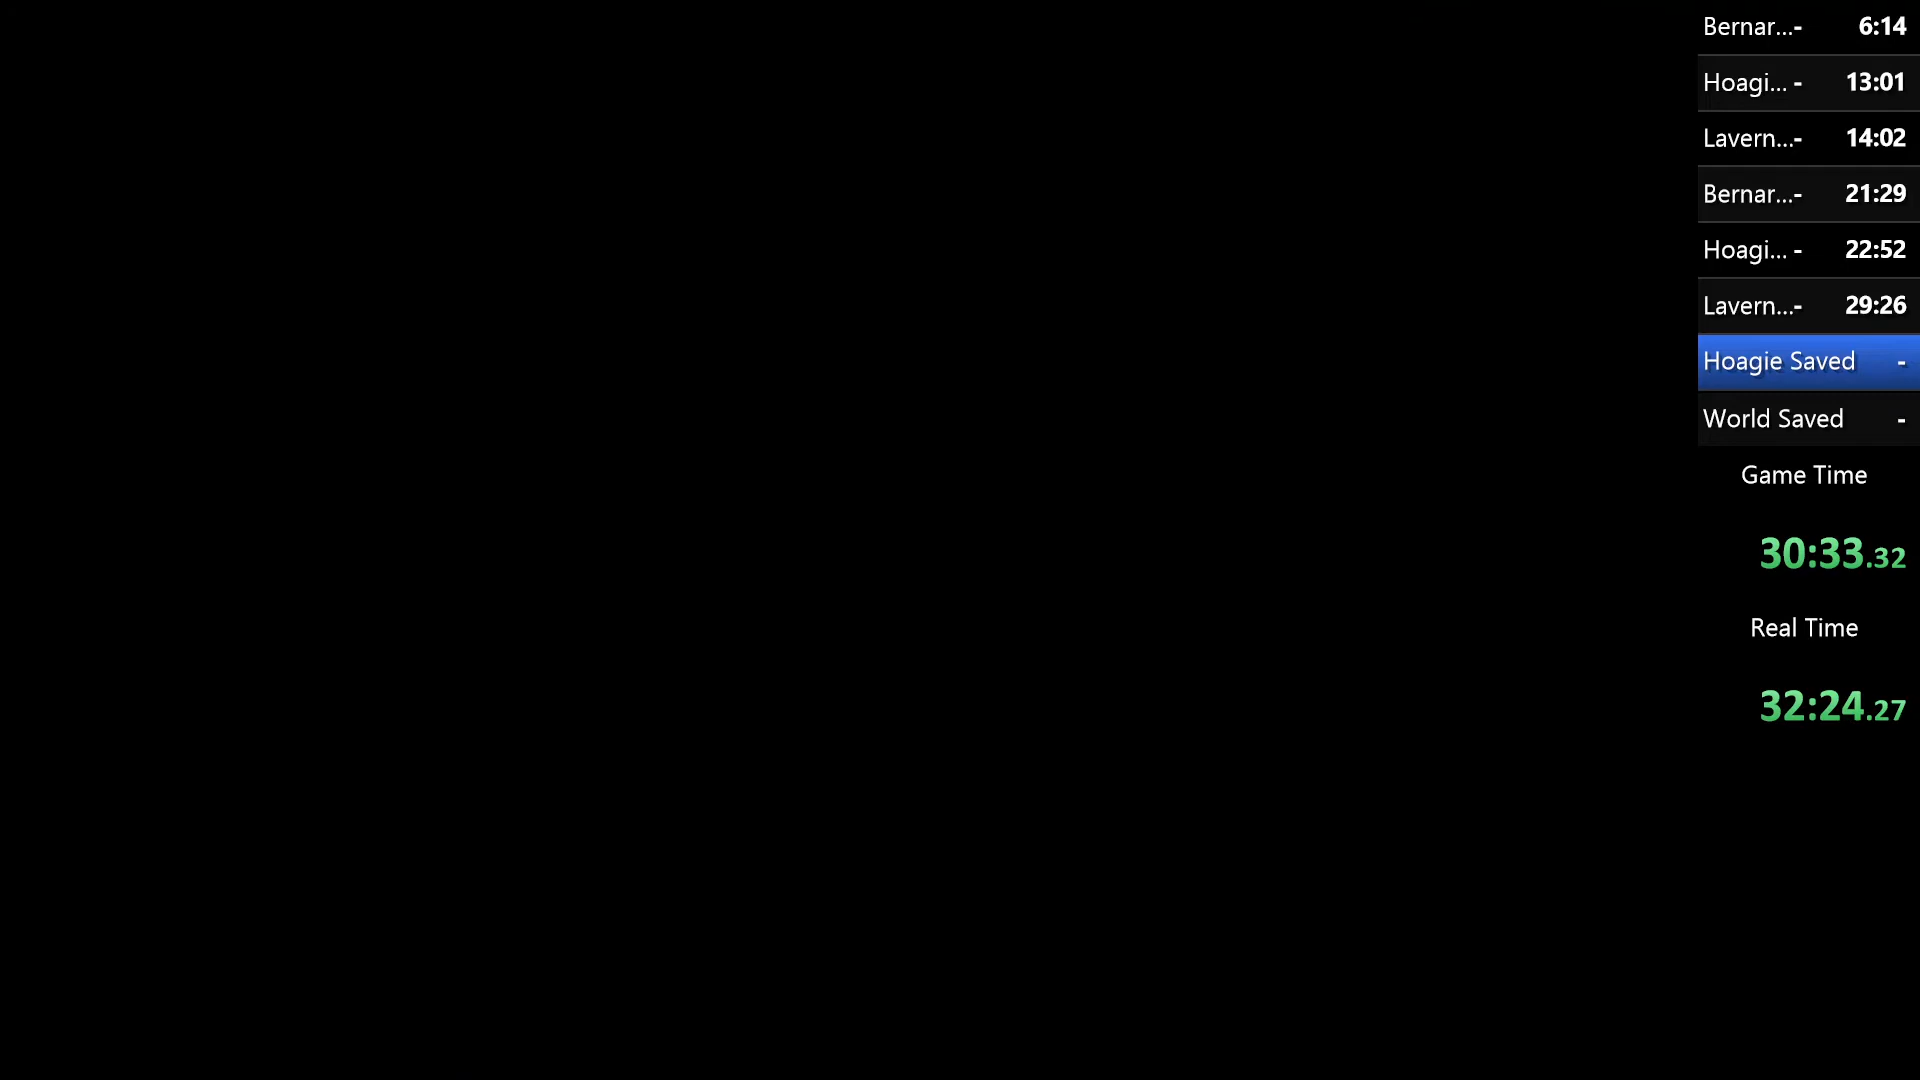 Bernar...- 6:14
Hoagi... - 13:01
Lavern...- 14:02
Bernar...- 21:29
Hoagi... - 22:52
Lavern...- 29:26
Hoagie Saved -
World Saved -
Game Time
30:33.32
Real Time
32:24.27